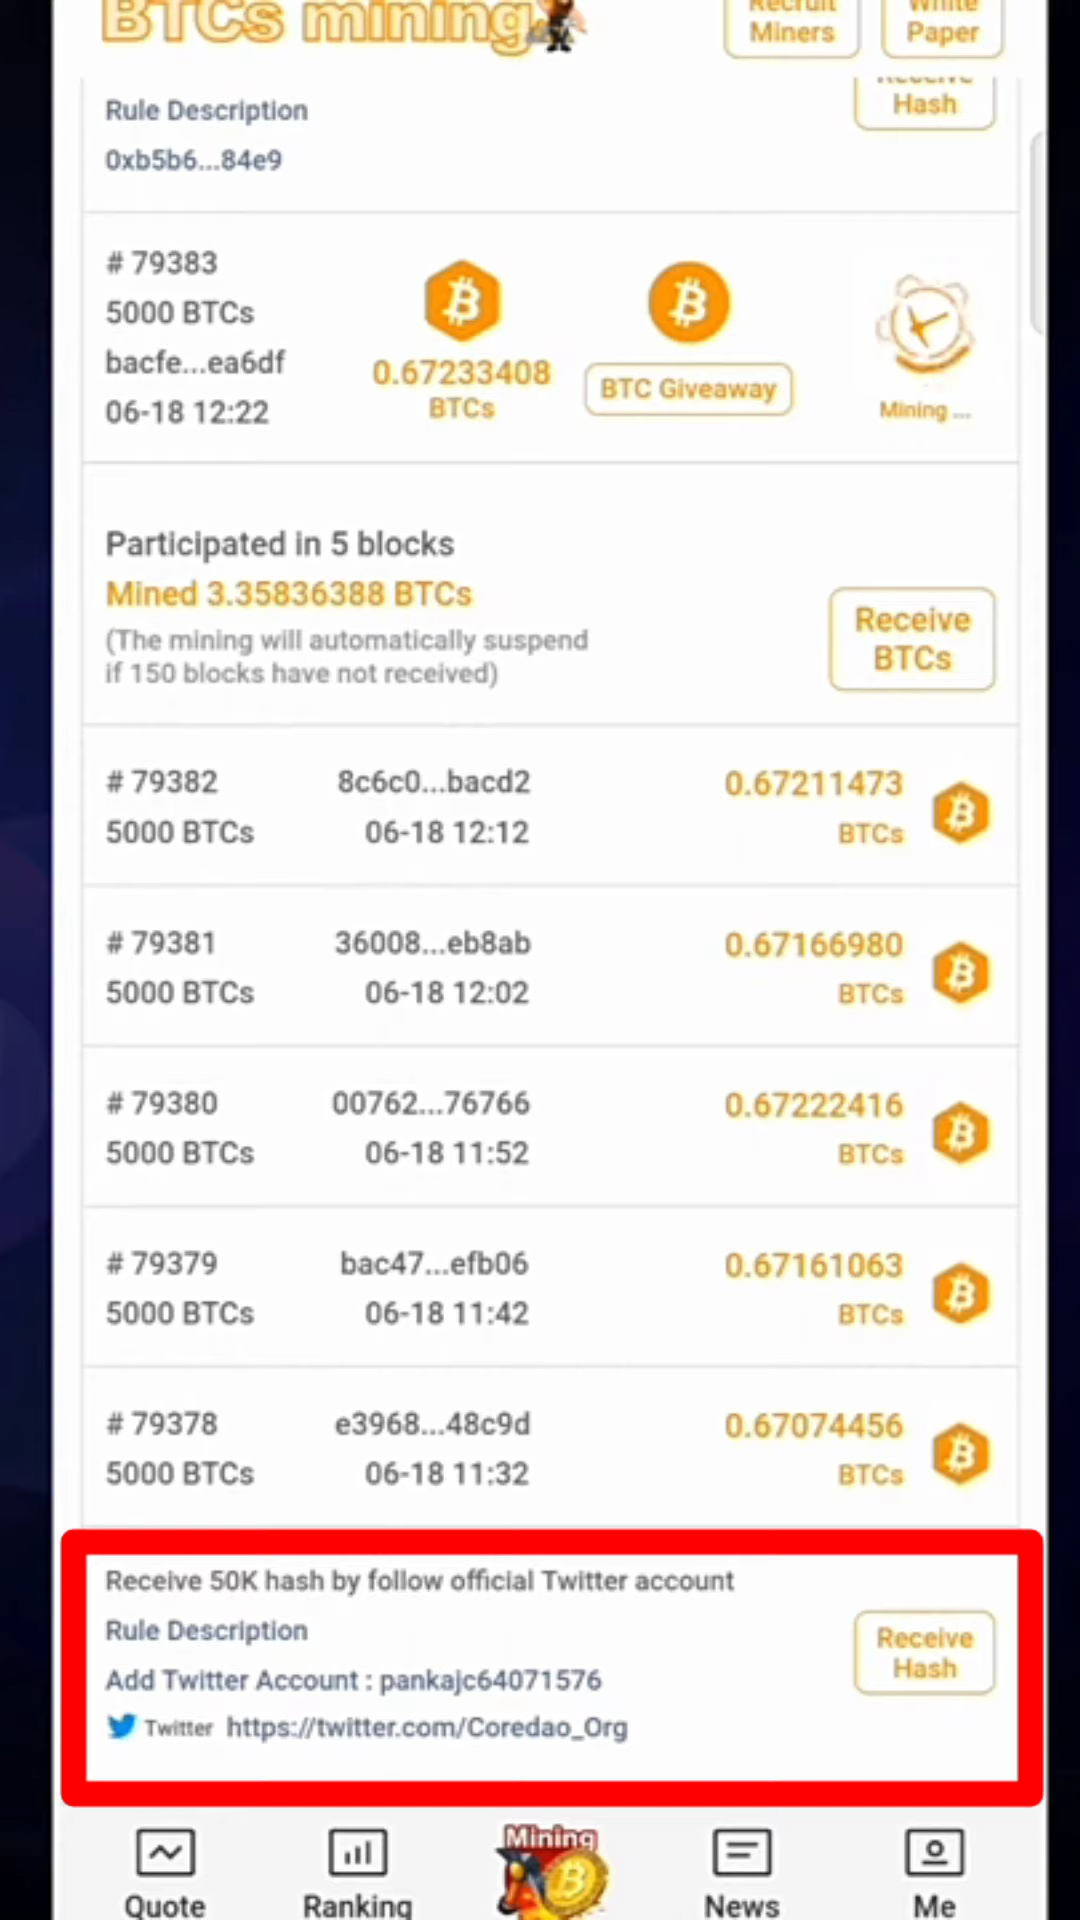 BTCs mining
Recruit
Miners
White
Paper
Receive
Hash
Rule Description
0xb5b6...84e9
# 79383
5000 BTCs
bacfe...ea6df
06-18 12:22
0.67233408
BTCs
BTC Giveaway
Mining ...
Participated in 5 blocks
Mined 3.35836388 BTCs
(The mining will automatically suspend
if 150 blocks have not received)
Receive
BTCs
# 79382 8c6c0...bacd2 0.67211473
5000 BTCs 06-18 12:12 BTCs
# 79381 36008...eb8ab 0.67166980
5000 BTCs 06-18 12:02 BTCs
# 79380 00762...76766 0.67222416
5000 BTCs 06-18 11:52 BTCs
# 79379 bac47...efb06 0.67161063
5000 BTCs 06-18 11:42 BTCs
# 79378 e3968...48c9d 0.67074456
5000 BTCs 06-18 11:32 BTCs
Receive 50K hash by follow official Twitter account
Rule Description
Add Twitter Account : pankajc64071576
Twitter https://twitter.com/Coredao_Org
Receive
Hash
Mining
Quote Ranking News Me